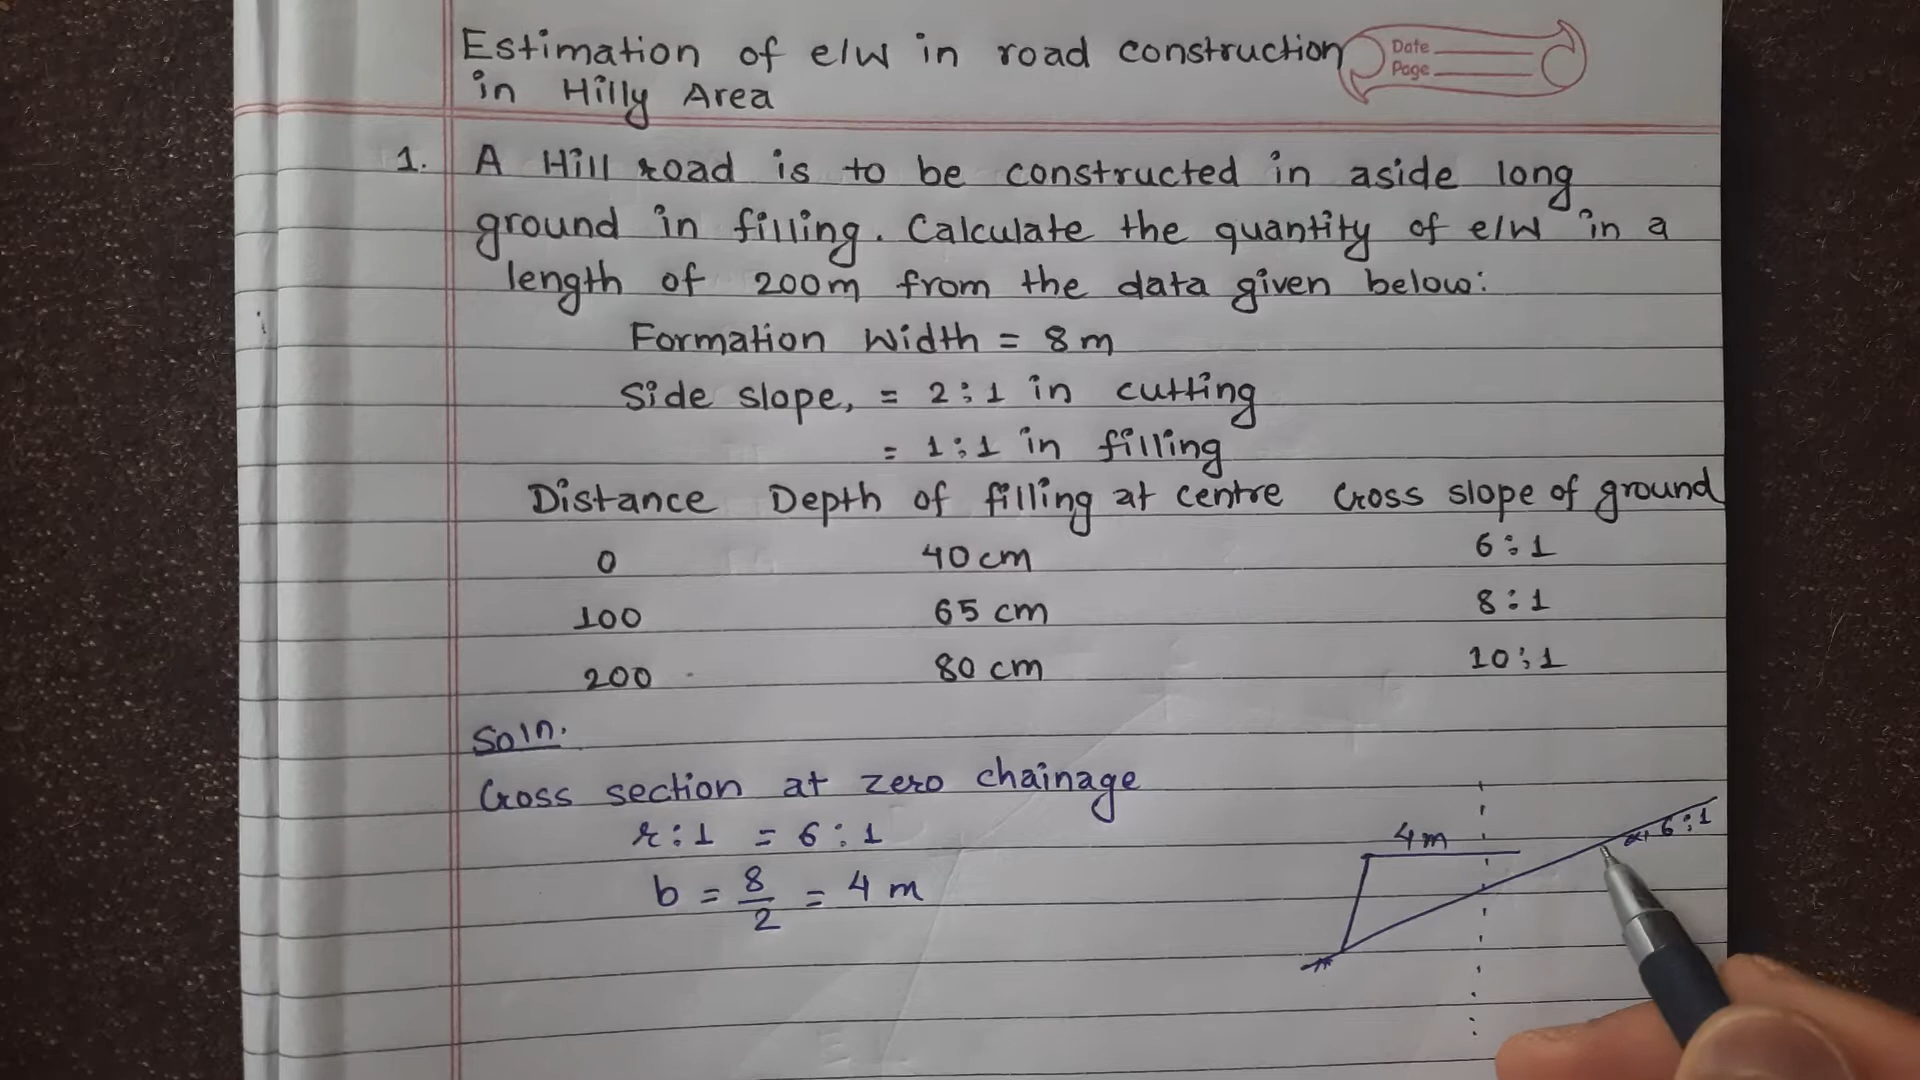 Estimation of e/w in road construction
in Hilly Area
Date
Page
1. A Hill road is to be constructed in aside long
ground in filling. Calculate the quantity of e/w in a
length of 200m from the data given below:
Formation Width = 8m
Side slope, = 2:1 in cutting
= 1:1 in filling
Distance Depth of filling at centre Cross slope of ground
0 40cm 6:1
100 65 cm 8:1
200 80 cm 10:1
Soln.
Cross section at zero chainage
r:1 = 6:1
b = 8/2 = 4 m
4m
6:1